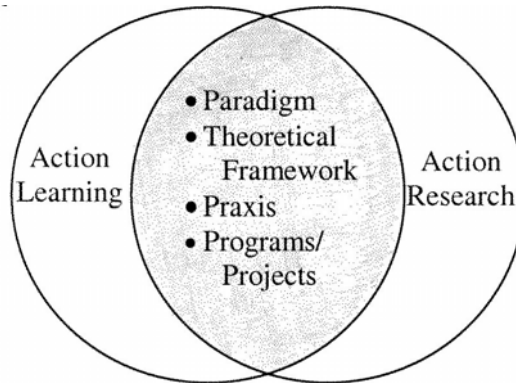 Action
Learning
• Paradigm
• Theoretical
Framework
• Praxis
• Programs/
Projects
Action
Research